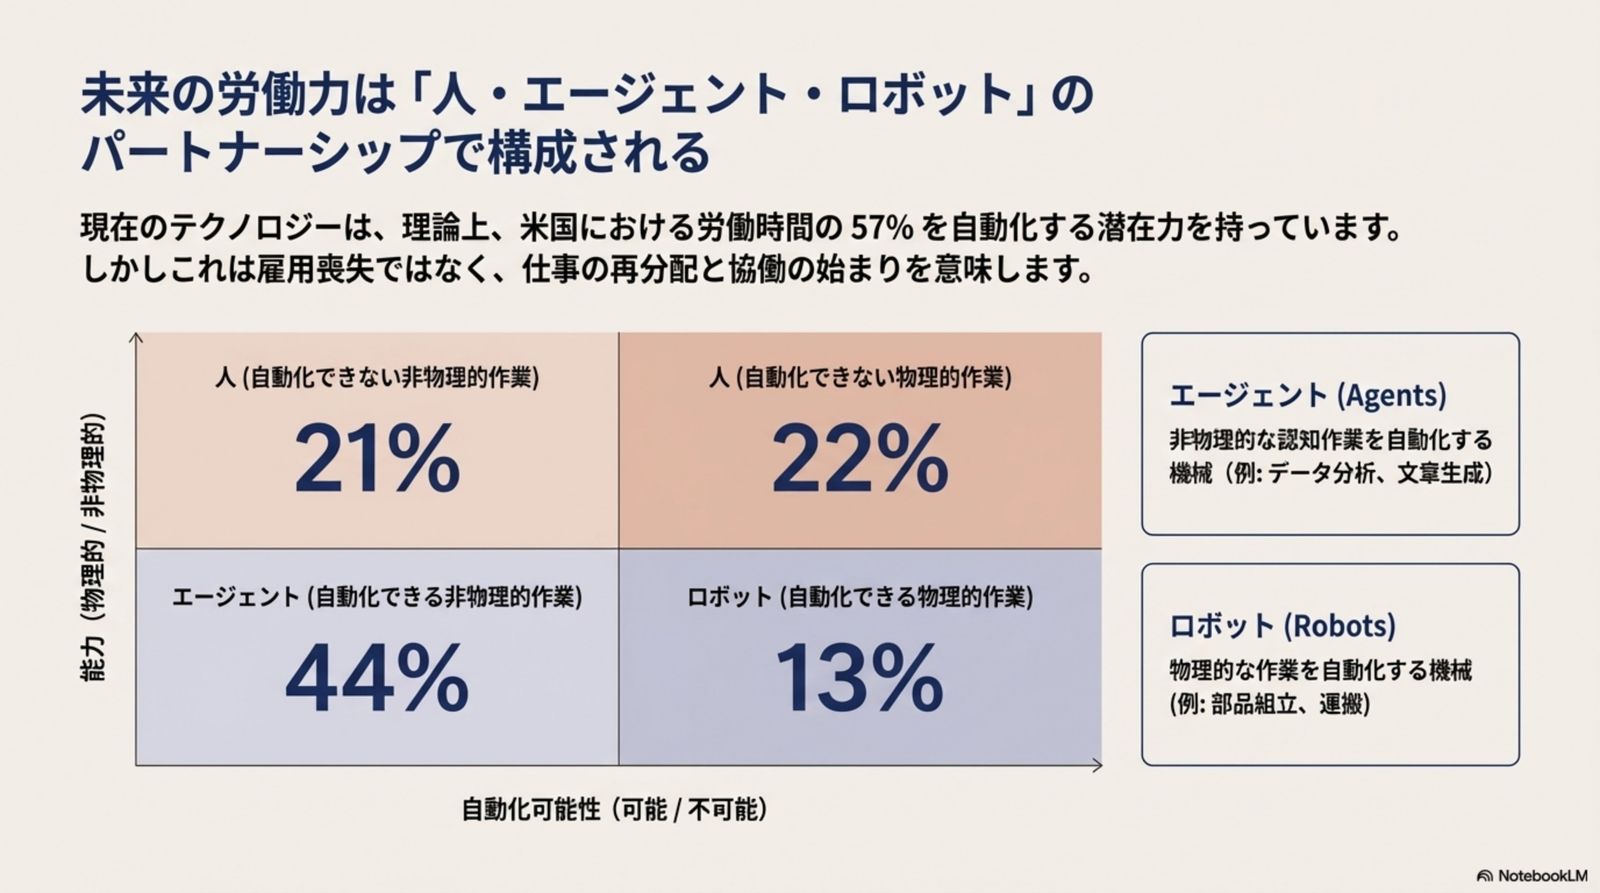 未来の労働力は「人・エージェント・ロボット」の
パートナーシップで構成される
現在のテクノロジーは、理論上、米国における労働時間の 57% を自動化する潜在力を持っています。
しかしこれは雇用喪失ではなく、仕事の再分配と協働の始まりを意味します。
能力（物理的 / 非物理的）
人 (自動化できない非物理的作業)
21%
人 (自動化できない物理的作業)
22%
エージェント (自動化できる非物理的作業)
44%
ロボット (自動化できる物理的作業)
13%
自動化可能性（可能 / 不可能）
エージェント (Agents)
非物理的な認知作業を自動化する
機械（例: データ分析、文章生成）
ロボット (Robots)
物理的な作業を自動化する機械
(例: 部品組立、運搬)
NotebookLM